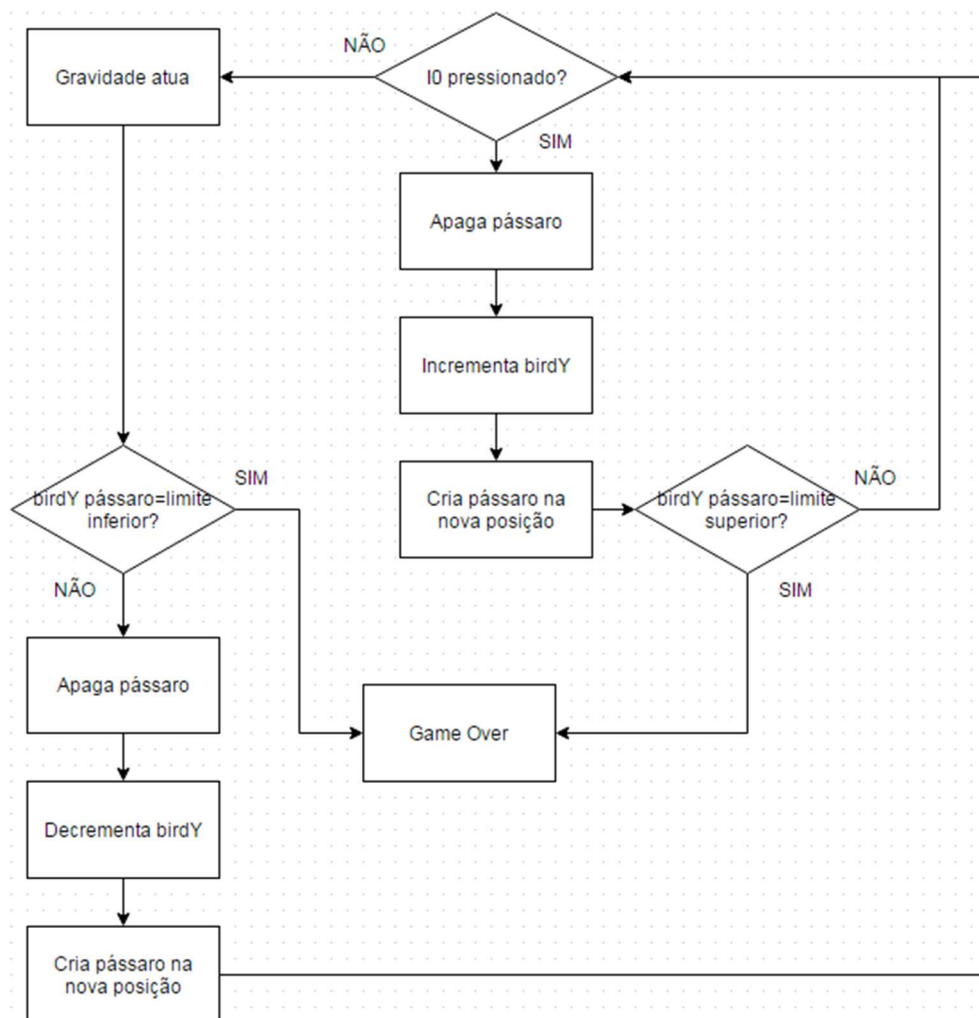 NÃO
Gravidade atua
I0 pressionado?
SIM
Apaga pássaro
Incrementa birdY
Cria pássaro na
nova posição
birdY pássaro=limite
superior?
NÃO
SIM
birdY pássaro=limite
inferior?
SIM
NÃO
Apaga pássaro
Game Over
Decrementa birdY
Cria pássaro na
nova posição